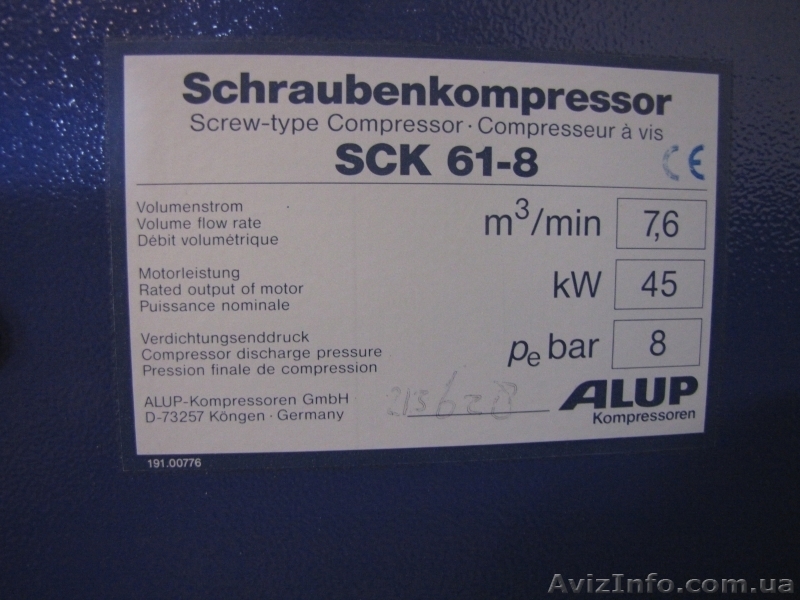 Schraubenkompressor
Screw-type Compressor · Compresseur à vis
SCK 61-8 CE
Volumenstrom
Volume flow rate
Débit volumétrique
m³/min 7,6
Motorleistung
Rated output of motor
Puissance nominale
kW 45
Verdichtungsenddruck
Compressor discharge pressure
Pression finale de compression
pe bar 8
ALUP-Kompressoren GmbH
D-73257 Köngen · Germany
ALUP
Kompressoren
191.00776
AvizInfo.com.ua